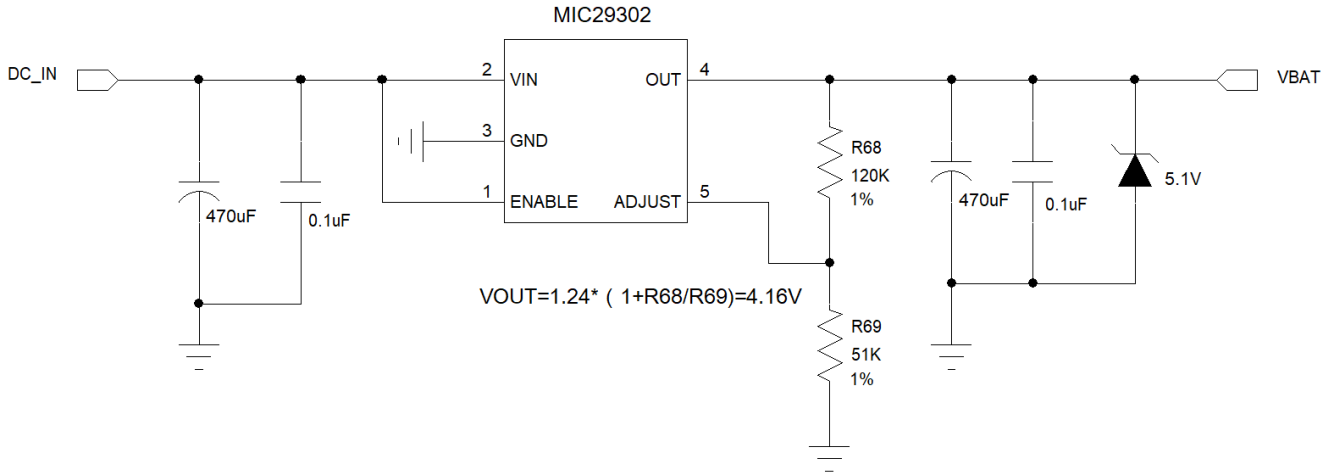 MIC29302
DC_IN
2
VIN
OUT
4
VBAT
3
GND
1
ENABLE
ADJUST
5
470uF
0.1uF
R68
120K
1%
470uF
0.1uF
5.1V
VOUT=1.24* ( 1+R68/R69)=4.16V
R69
51K
1%